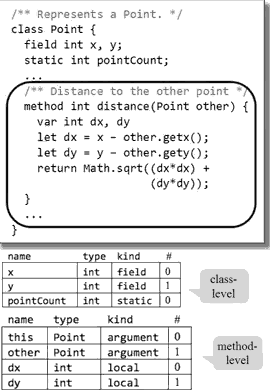 /** Represents a Point. */
class Point {
field int x, y;
static int pointCount;
...
/** Distance to the other point */
method int distance(Point other) {
var int dx, dy
let dx = x - other.getx();
let dy = y - other.gety();
return Math.sqrt((dx*dx) +
(dy*dy));
}
...
}
name type kind #
x int field 0
y int field 1
pointCount int static 0
class-
level
name type kind #
this Point argument 0
other Point argument 1
dx int local 0
dy int local 1
method-
level